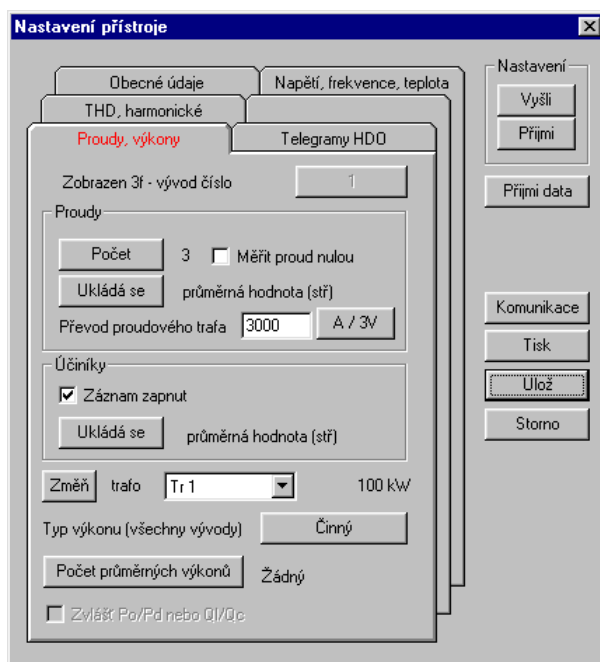 Nastavení přístroje
Obecné údaje
Napětí, frekvence, teplota
THD, harmonické
Proudy, výkony
Telegramy HDO
Zobrazen 3f - vývod číslo
1
Proudy
Počet
3
Měřit proud nulou
Ukládá se
průměrná hodnota (stř)
Převod proudového trafa
3000
A / 3V
Účiníky
Záznam zapnut
Ukládá se
průměrná hodnota (stř)
Změň
trafo
Tr 1
100 kW
Typ výkonu (všechny vývody)
Činný
Počet průměrných výkonů
Žádný
Zvlášť Po/Pd nebo Ql/Qc
Nastavení
Vyšli
Přijmi
Přijmi data
Komunikace
Tisk
Ulož
Storno